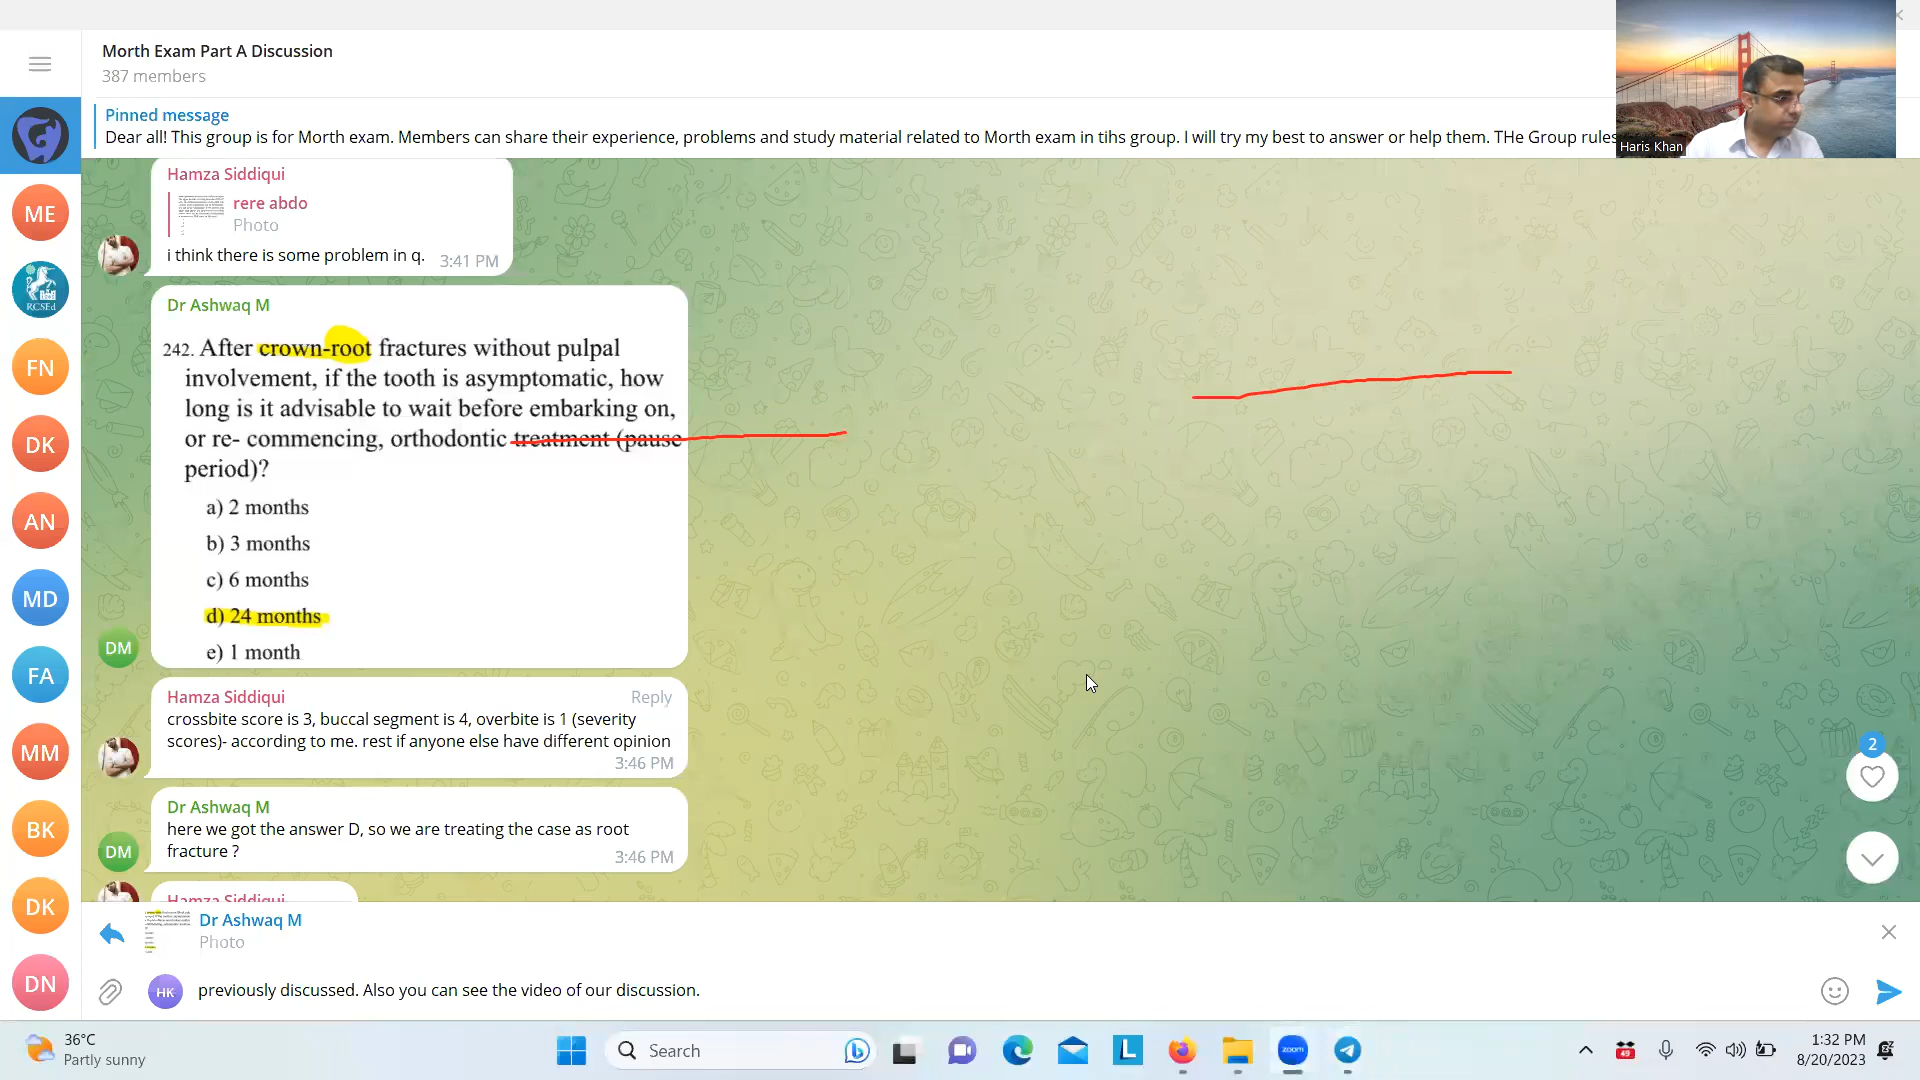 Morth Exam Part A Discussion
387 members
Haris Khan
Pinned message
Dear all! This group is for Morth exam. Members can share their experience, problems and study material related to Morth exam in tihs group. I will try my best to answer or help them. THe Group rules
ME
RCSEd
FN
DK
AN
MD
FA
MM
BK
DK
DN
Hamza Siddiqui
rere abdo
Photo
i think there is some problem in q.
3:41 PM
Dr Ashwaq M
242. After crown-root fractures without pulpal
involvement, if the tooth is asymptomatic, how
long is it advisable to wait before embarking on,
or re- commencing, orthodontic treatment (pause
period)?
a) 2 months
b) 3 months
c) 6 months
d) 24 months
e) 1 month
DM
Hamza Siddiqui
Reply
crossbite score is 3, buccal segment is 4, overbite is 1 (severity
scores)- according to me. rest if anyone else have different opinion
3:46 PM
Dr Ashwaq M
here we got the answer D, so we are treating the case as root
fracture ?
3:46 PM
DM
Hamza Siddiqui
2
Dr Ashwaq M
Photo
HK
previously discussed. Also you can see the video of our discussion.
36°C
Partly sunny
Search
L
zoom
49
1:32 PM
8/20/2023